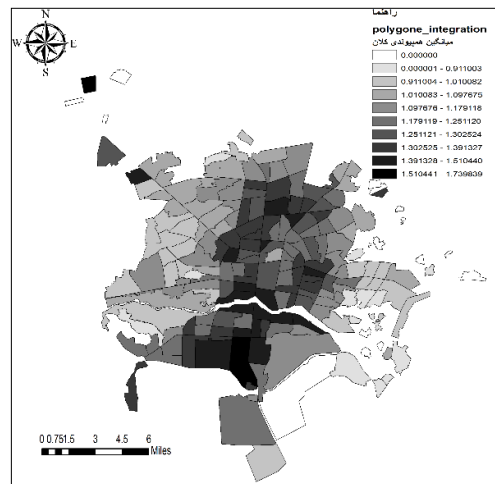 N
W
E
S
راهنما
polygone_integration
میانگین همپیوندی کلان
0.000000
0.000001 - 0.911003
0.911004 - 1.010082
1.010083 - 1.097675
1.097676 - 1.179118
1.179119 - 1.251120
1.251121 - 1.302524
1.302525 - 1.391327
1.391328 - 1.510440
1.510441 - 1.739839
0 0.751.5 3 4.5 6
Miles